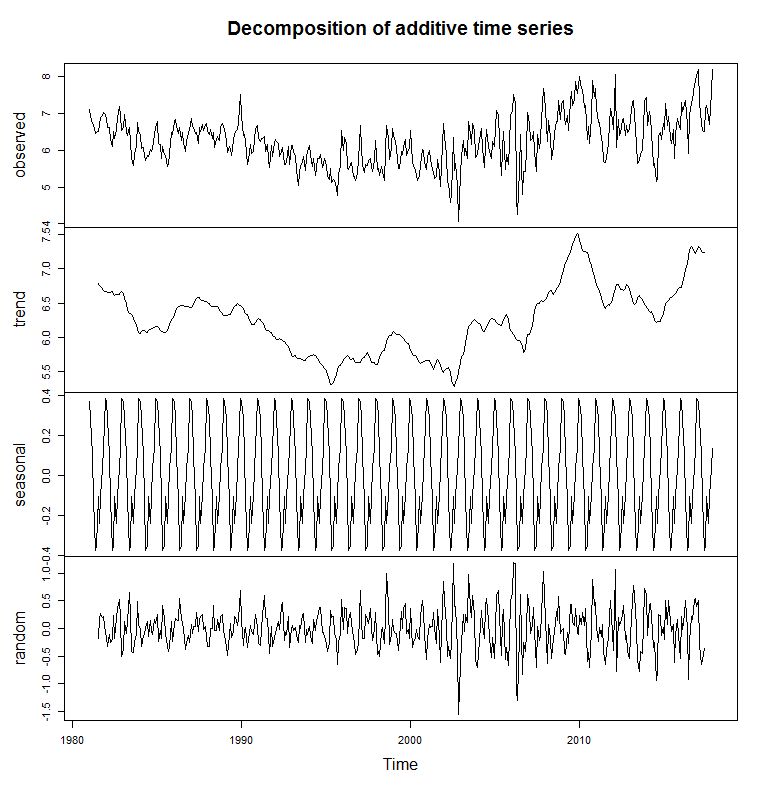 Decomposition of additive time series
observed
4 5 6 7 8
trend
5.5 6.0 6.5 7.0 7.5
seasonal
-0.4 -0.2 0.0 0.2 0.4
random
-1.5 -1.0 -0.5 0.0 0.5 1.0
1980 1990 2000 2010
Time